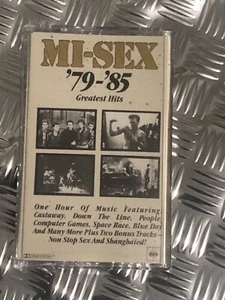 MI-SEX
'79-'85
Greatest Hits
One Hour Of Music Featuring
Castaway, Down The Line, People,
Computer Games, Space Race, Blue Day
And Many More Plus Two Bonus Tracks –
Non Stop Sex And Shanghaied!